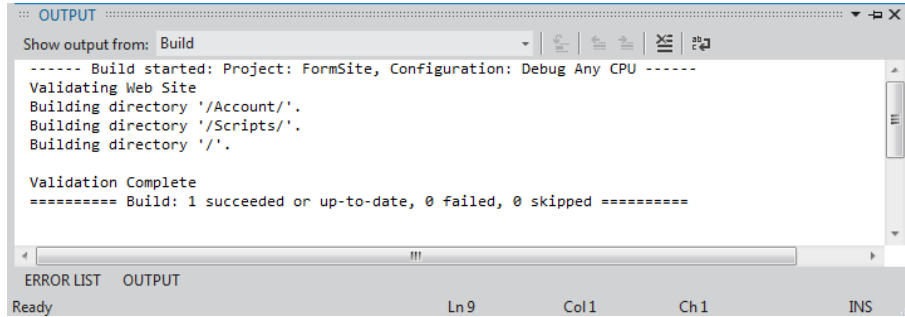 OUTPUT
Show output from: Build
------ Build started: Project: FormSite, Configuration: Debug Any CPU ------
Validating Web Site
Building directory '/Account/'.
Building directory '/Scripts/'.
Building directory '/'.
Validation Complete
========== Build: 1 succeeded or up-to-date, 0 failed, 0 skipped ==========
ERROR LIST OUTPUT
Ready Ln 9 Col 1 Ch 1 INS